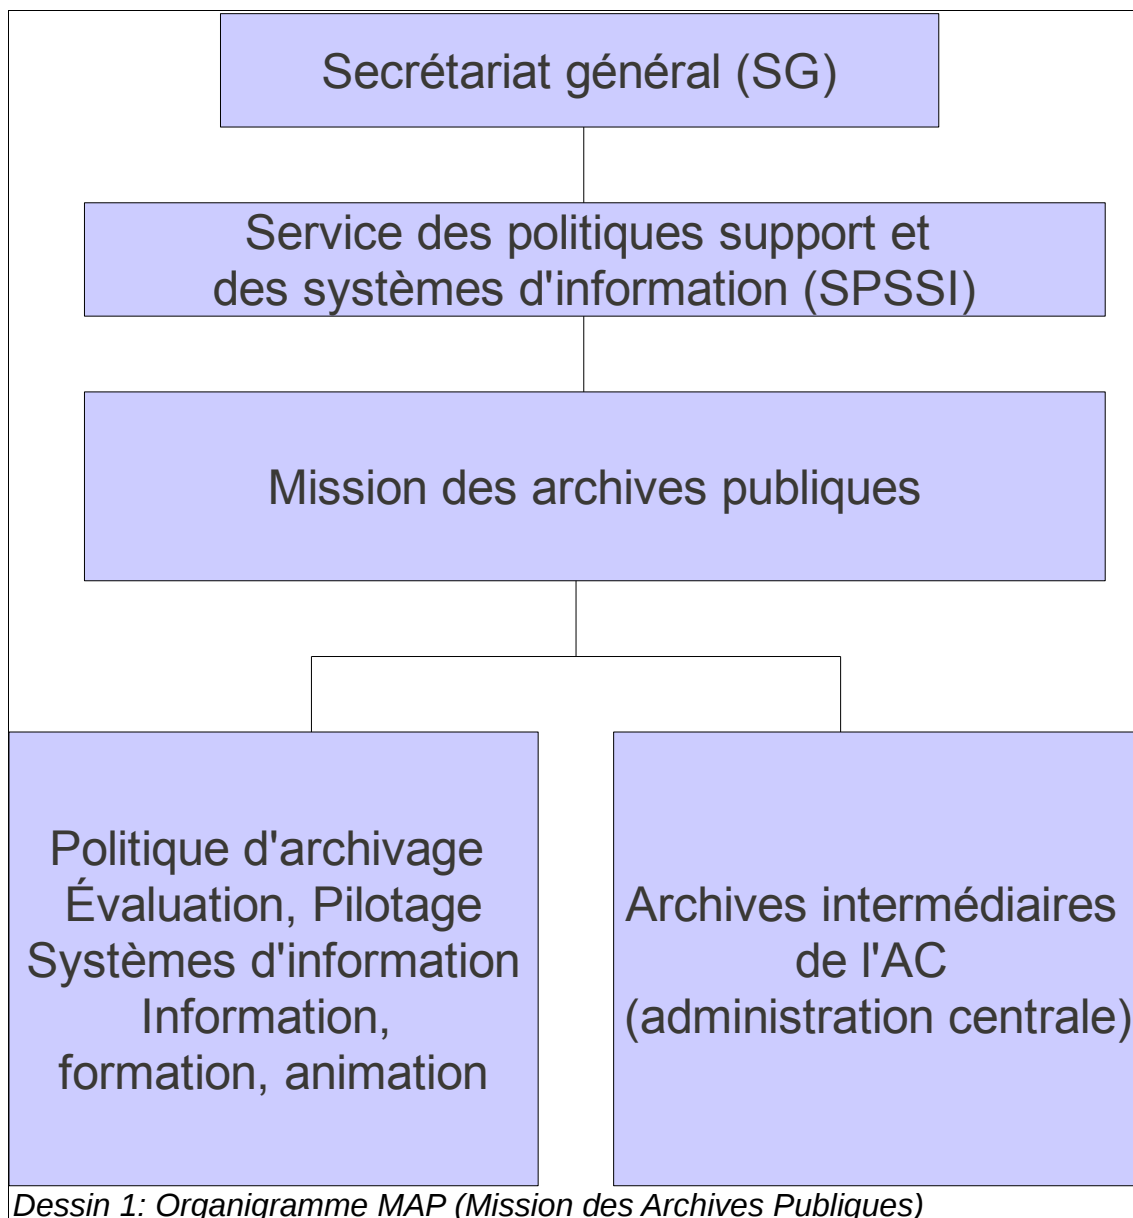 Secrétariat général (SG)
Service des politiques support et
des systèmes d'information (SPSSI)
Mission des archives publiques
Politique d'archivage
Évaluation, Pilotage
Systèmes d'information
Information,
formation, animation
Archives intermédiaires
de l'AC
(administration centrale)
Dessin 1: Organigramme MAP (Mission des Archives Publiques)